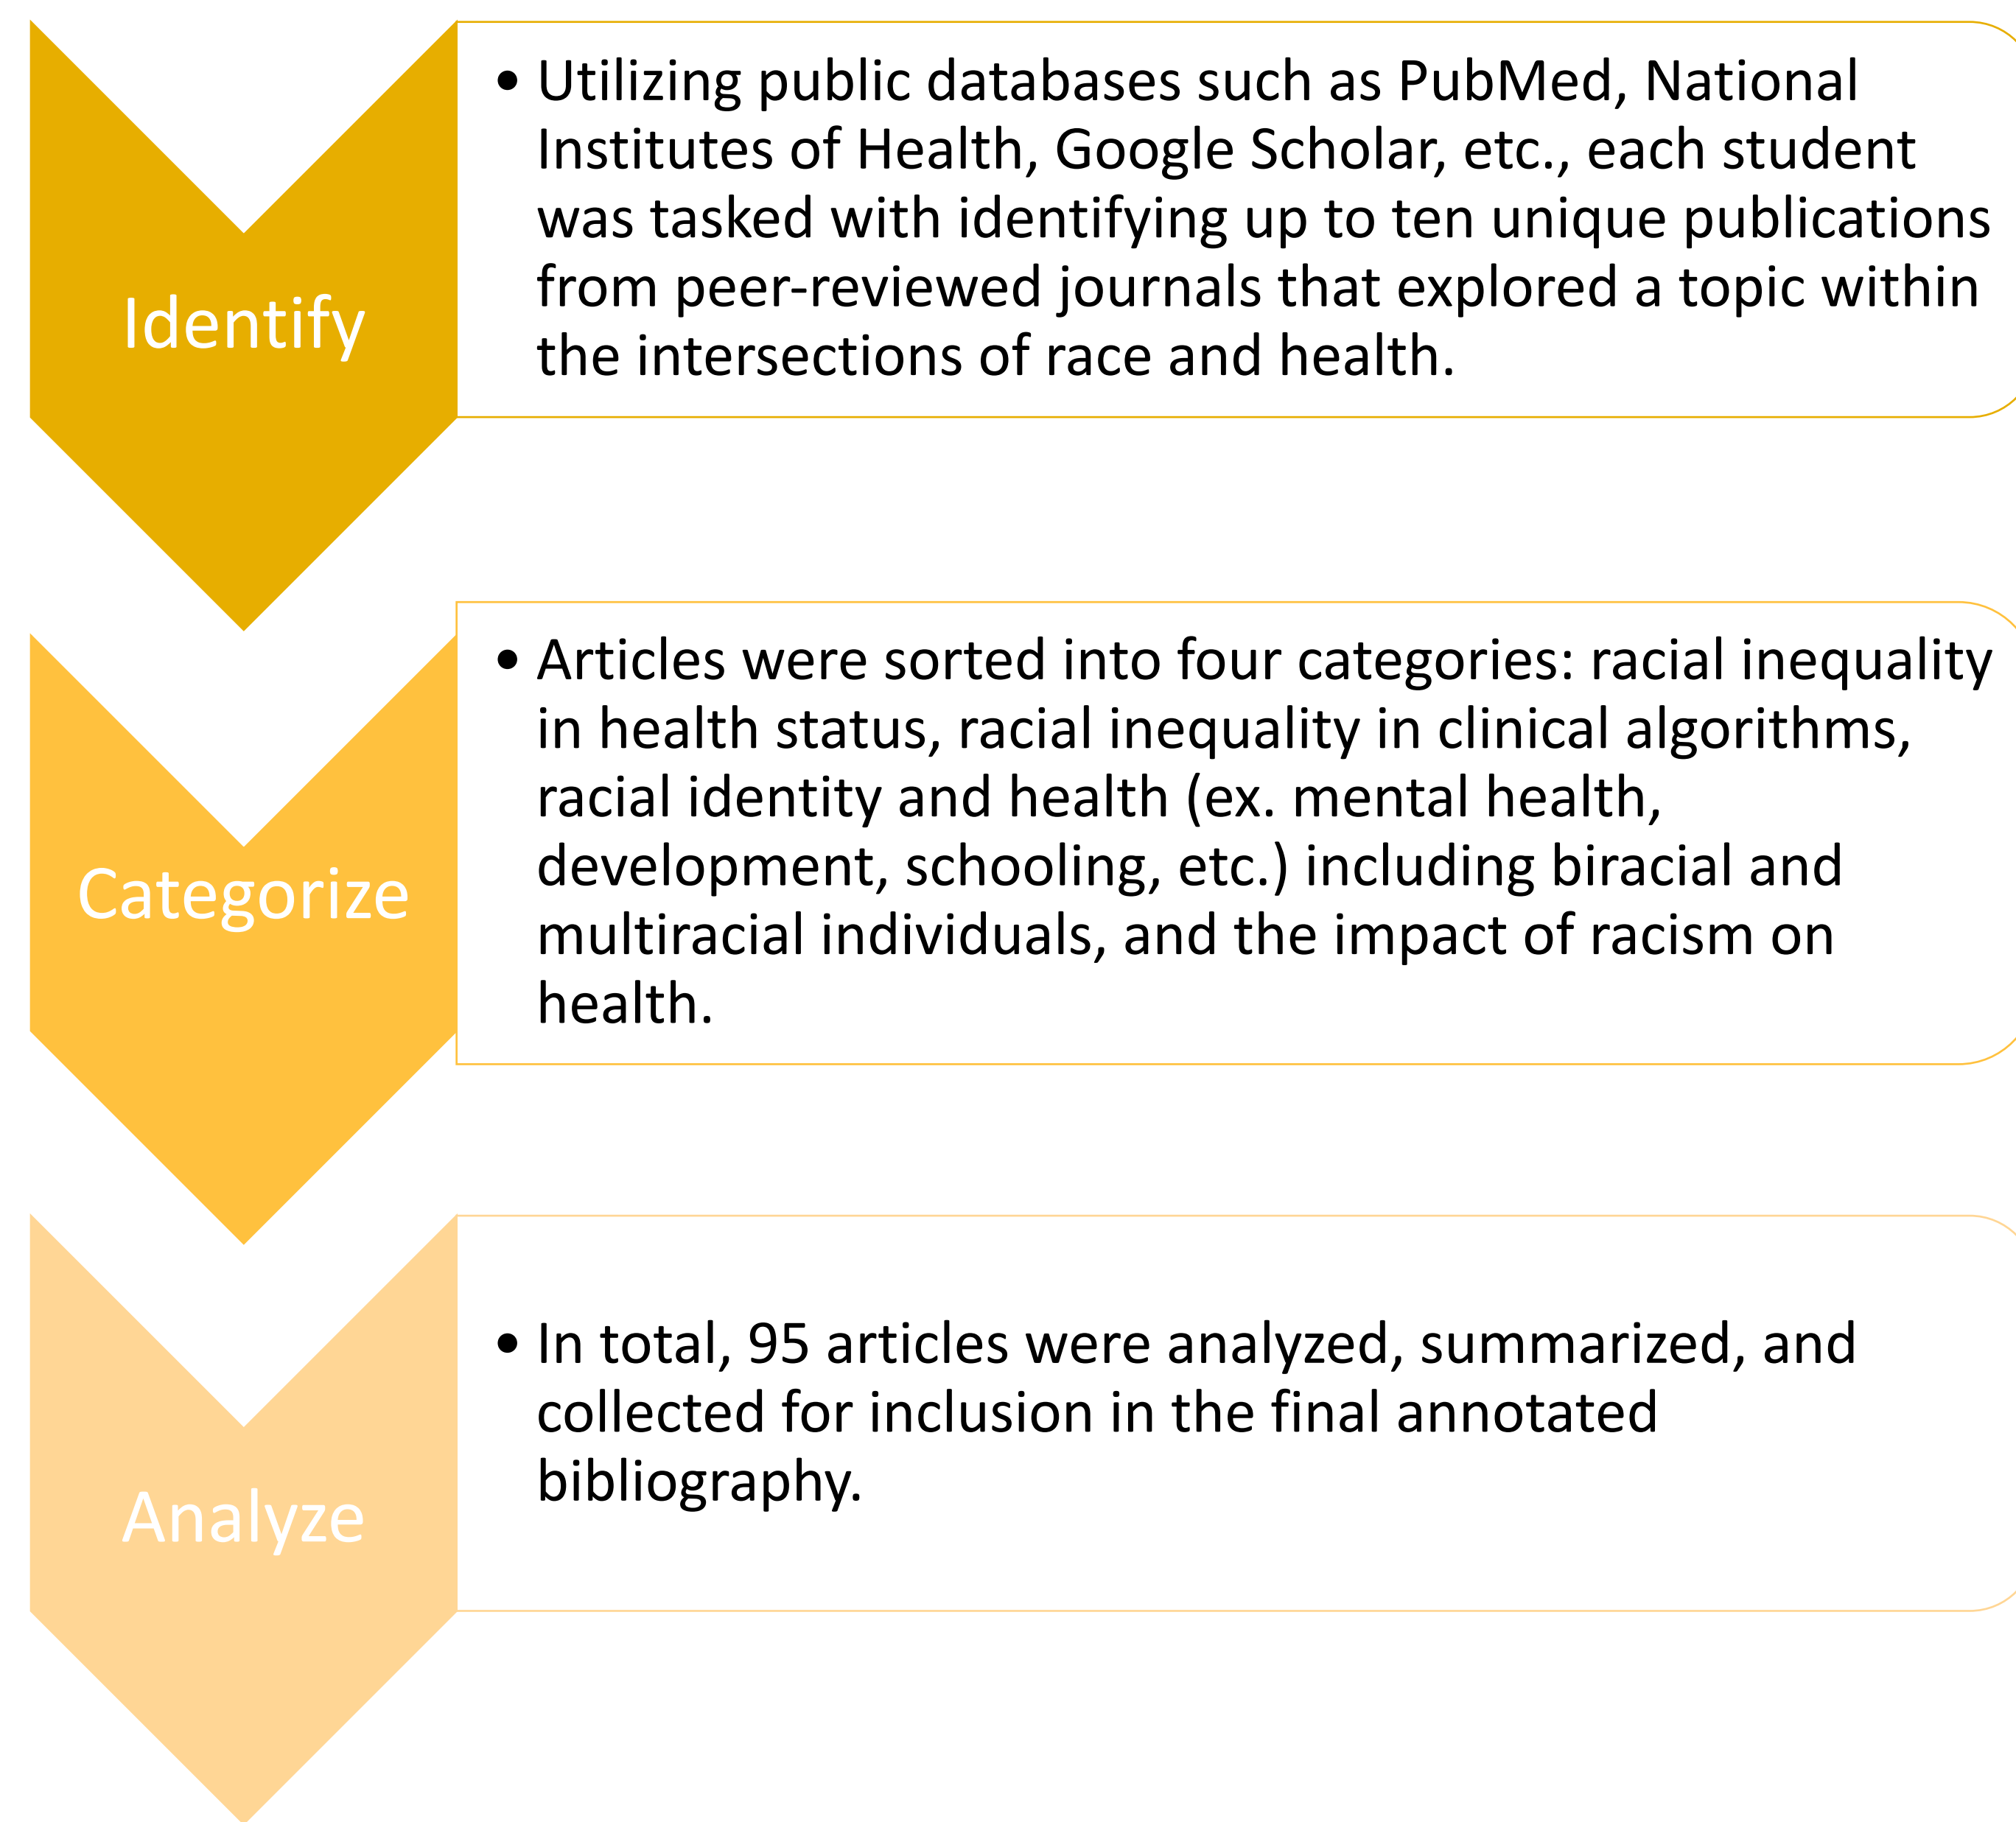 Identify
• Utilizing public databases such as PubMed, National
Institutes of Health, Google Scholar, etc., each student
was tasked with identifying up to ten unique publications
from peer-reviewed journals that explored a topic within
the intersections of race and health.
Categorize
• Articles were sorted into four categories: racial inequality
in health status, racial inequality in clinical algorithms,
racial identity and health (ex. mental health,
development, schooling, etc.) including biracial and
multiracial individuals, and the impact of racism on
health.
Analyze
• In total, 95 articles were analyzed, summarized, and
collected for inclusion in the final annotated
bibliography.